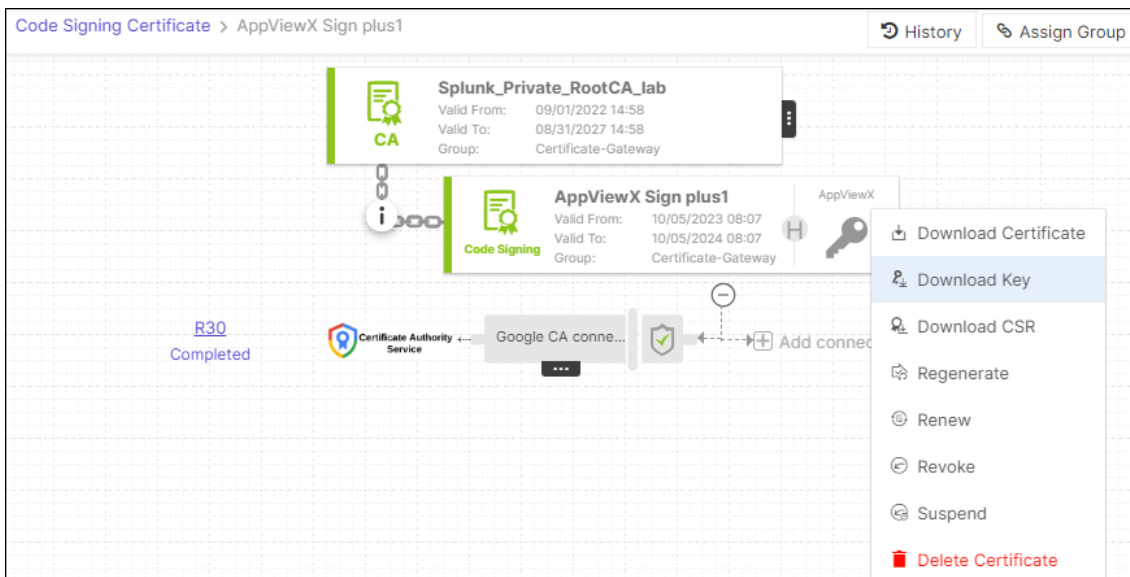 Code Signing Certificate > AppViewX Sign plus1
History
Assign Group
Splunk_Private_RootCA_lab
Valid From: 09/01/2022 14:58
Valid To: 08/31/2027 14:58
Group: Certificate-Gateway
CA
i
AppViewX Sign plus1
Valid From: 10/05/2023 08:07
Valid To: 10/05/2024 08:07
Group: Certificate-Gateway
Code Signing
H
AppViewX
Download Certificate
Download Key
Download CSR
Regenerate
Renew
Revoke
Suspend
Delete Certificate
R30
Completed
Certificate Authority
Service
Google CA conne...
Add connec